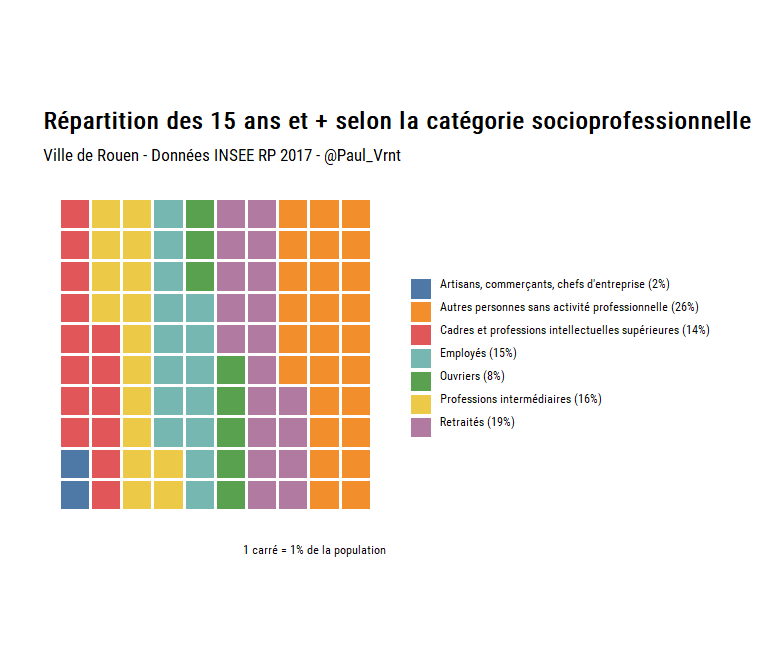 Répartition des 15 ans et + selon la catégorie socioprofessionnelle
Ville de Rouen - Données INSEE RP 2017 - @Paul_Vrnt
Artisans, commerçants, chefs d'entreprise (2%)
Autres personnes sans activité professionnelle (26%)
Cadres et professions intellectuelles supérieures (14%)
Employés (15%)
Ouvriers (8%)
Professions intermédiaires (16%)
Retraités (19%)
1 carré = 1% de la population